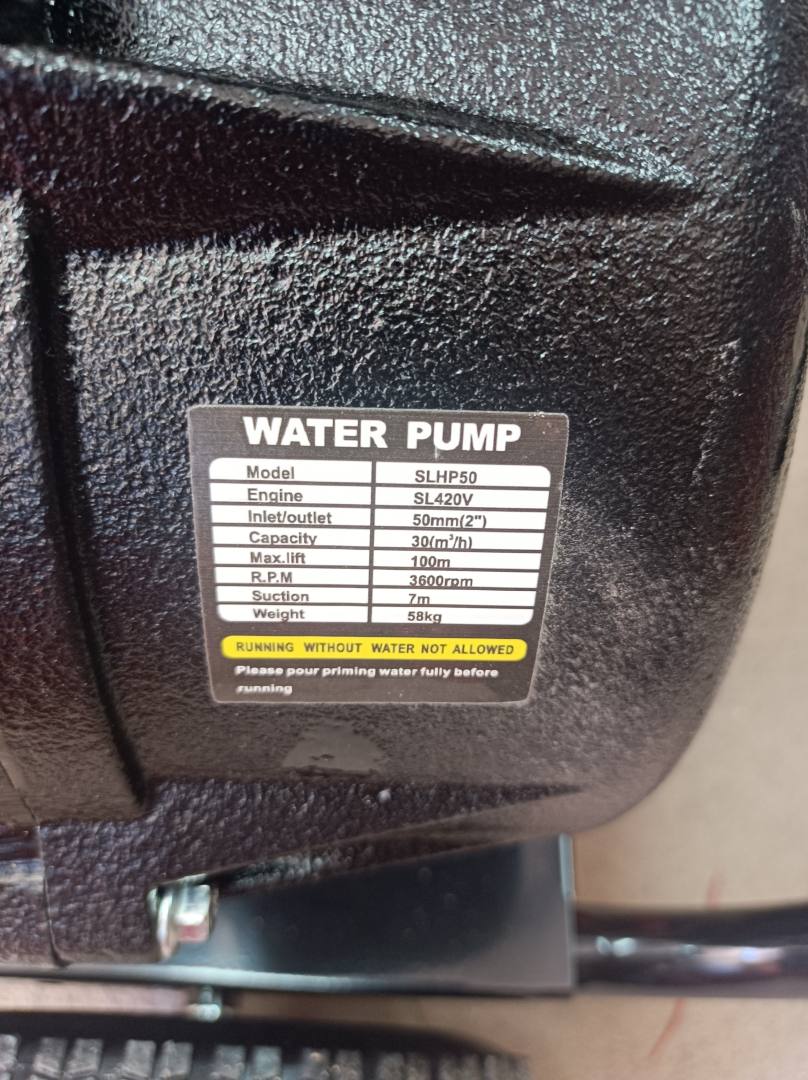 WATER PUMP
Model SLHP50
Engine SL420V
Inlet/outlet 50mm(2")
Capacity 30(m³/h)
Max.lift 100m
R.P.M 3600rpm
Suction 7m
Weight 58kg
RUNNING WITHOUT WATER NOT ALLOWED
Please pour priming water fully before
running